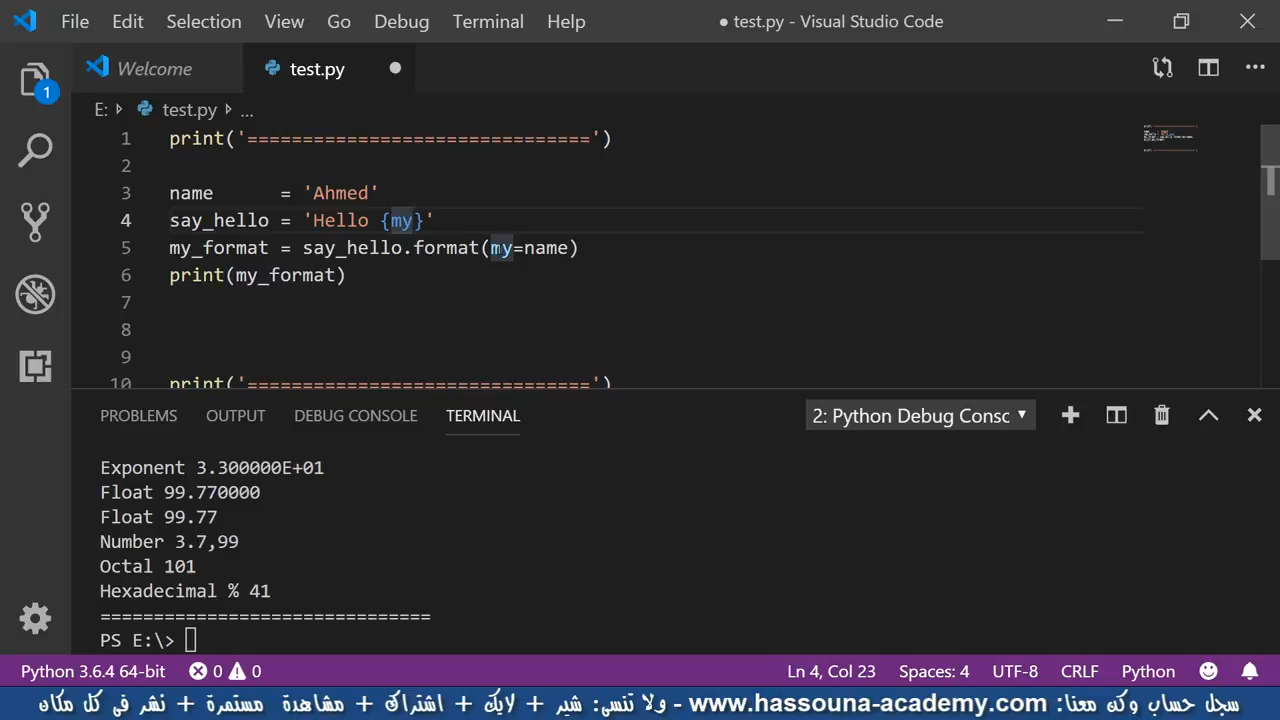 File Edit Selection View Go Debug Terminal Help ● test.py - Visual Studio Code
Welcome test.py
1
E: test.py ...
1 print('===============================')
2
3 name      = 'Ahmed'
4 say_hello = 'Hello {my}'
5 my_format = say_hello.format(my=name)
6 print(my_format)
7
8
9
10 print('===============================')
PROBLEMS OUTPUT DEBUG CONSOLE TERMINAL 2: Python Debug Consc
Exponent 3.300000E+01
Float 99.770000
Float 99.77
Number 3.7,99
Octal 101
Hexadecimal % 41
===============================
PS E:\>
Python 3.6.4 64-bit 0 0 Ln 4, Col 23 Spaces: 4 UTF-8 CRLF Python
سجل حساب وكن معنا: www.hassouna-academy.com - ولا تنسى: شير + لايك + اشتراك + مشاهدة مستمرة + نشر فى كل مكان